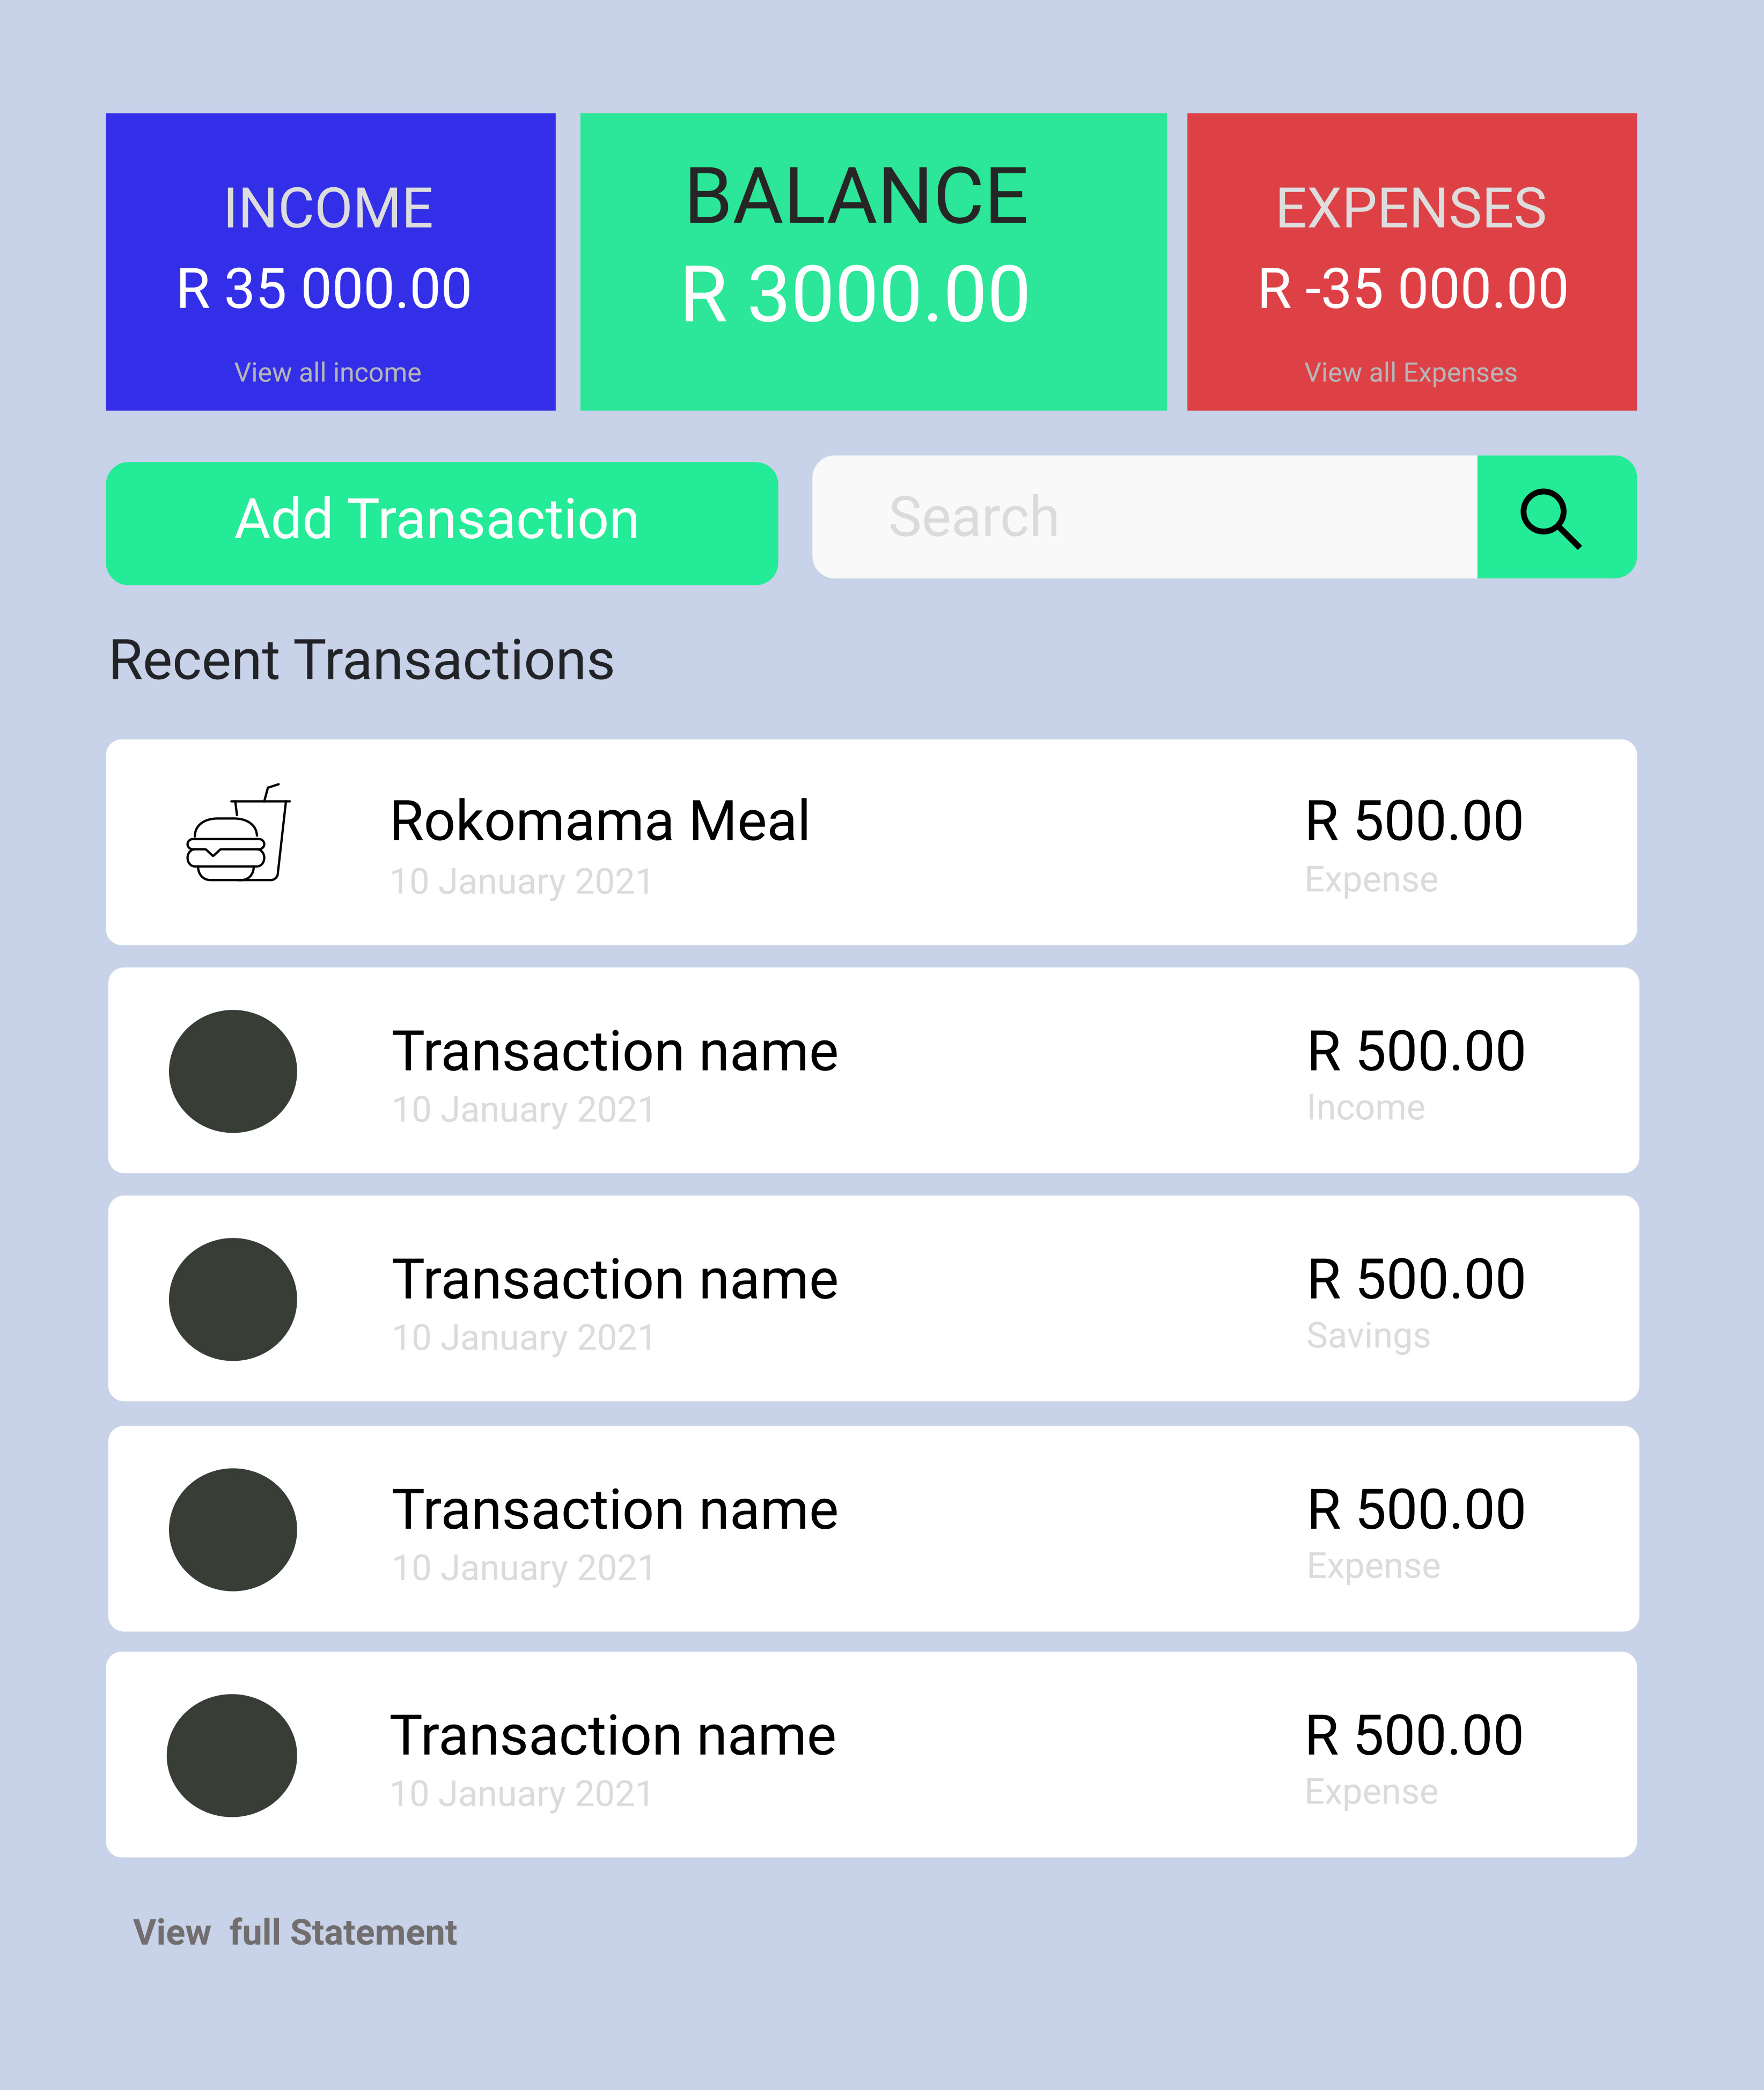 INCOME
R 35 000.00
View all income
BALANCE
R 3000.00
EXPENSES
R -35 000.00
View all Expenses
Add Transaction
Search
Recent Transactions
Rokomama Meal
10 January 2021
R 500.00
Expense
Transaction name
10 January 2021
R 500.00
Income
Transaction name
10 January 2021
R 500.00
Savings
Transaction name
10 January 2021
R 500.00
Expense
Transaction name
10 January 2021
R 500.00
Expense
View  full Statement